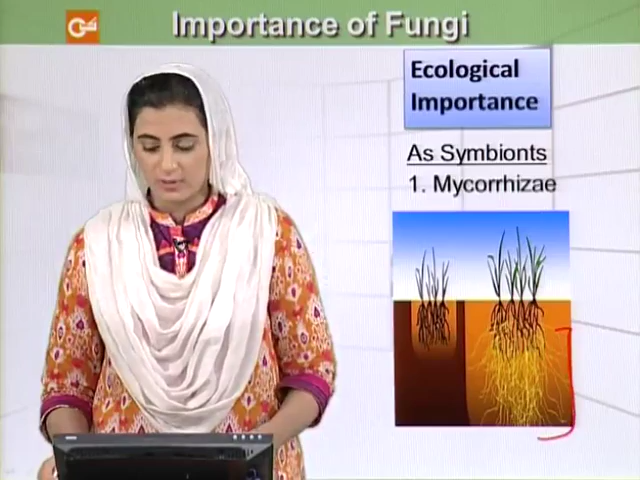 Importance of Fungi
Ecological
Importance
As Symbionts
1. Mycorrhizae